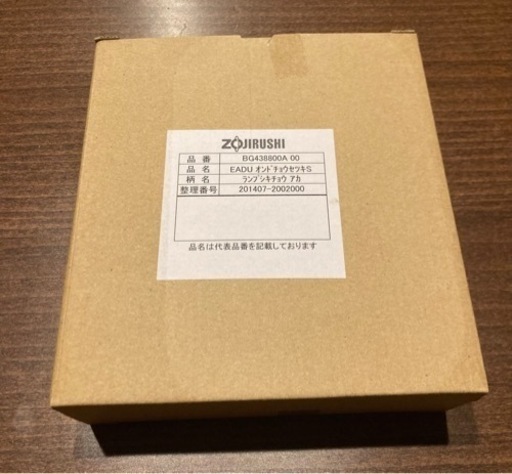 ZOJIRUSHI
品番 BG438800A 00
品名 EADU オンドチョウセツキS
柄名 ランプシキチョウ アカ
整理番号 201407-2002000
品名は代表品番を記載しております